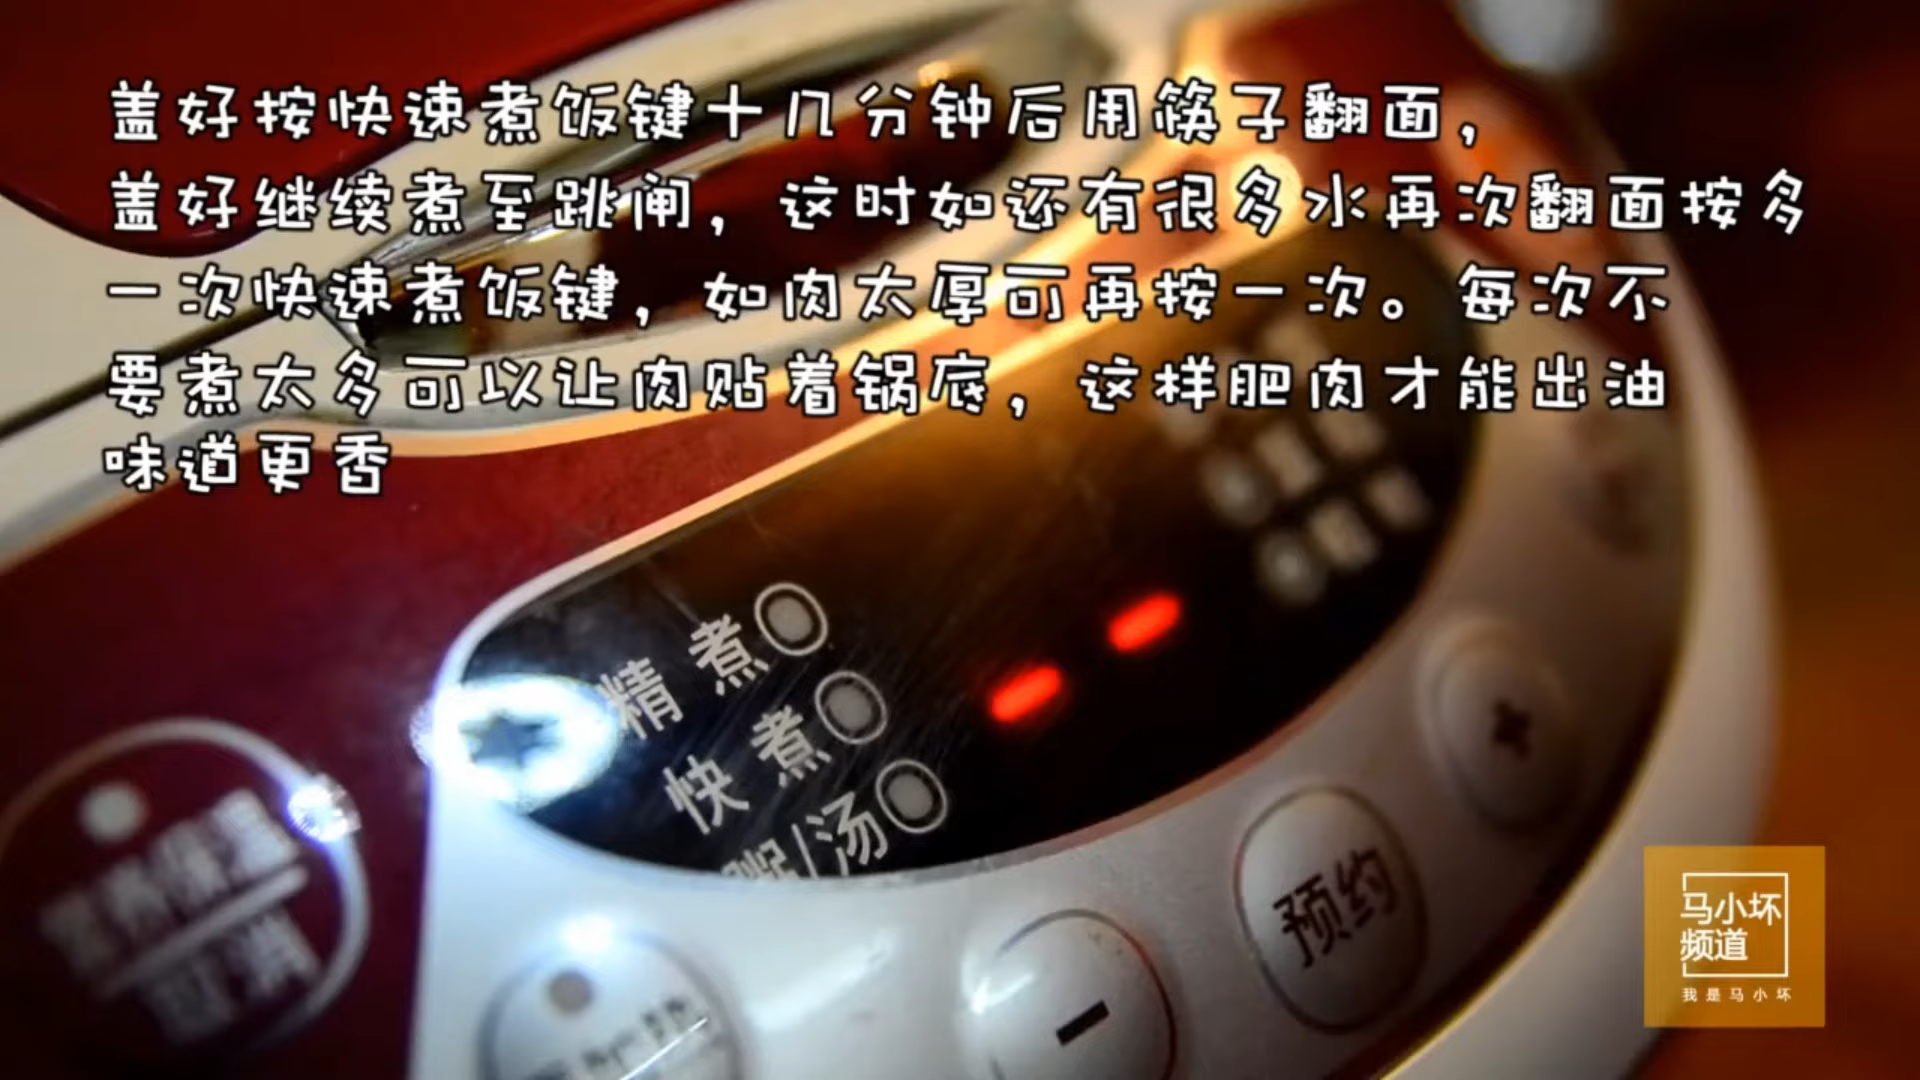 盖好按快速煮饭键十几分钟后用筷子翻面，
盖好继续煮至跳闸，这时如还有很多水再次翻面按多
一次快速煮饭键，如肉太厚可再按一次。每次不
要煮太多可以让肉贴着锅底，这样肥肉才能出油
味道更香
精煮
快煮
粥/汤
预约
马小坏
频道
我是马小坏